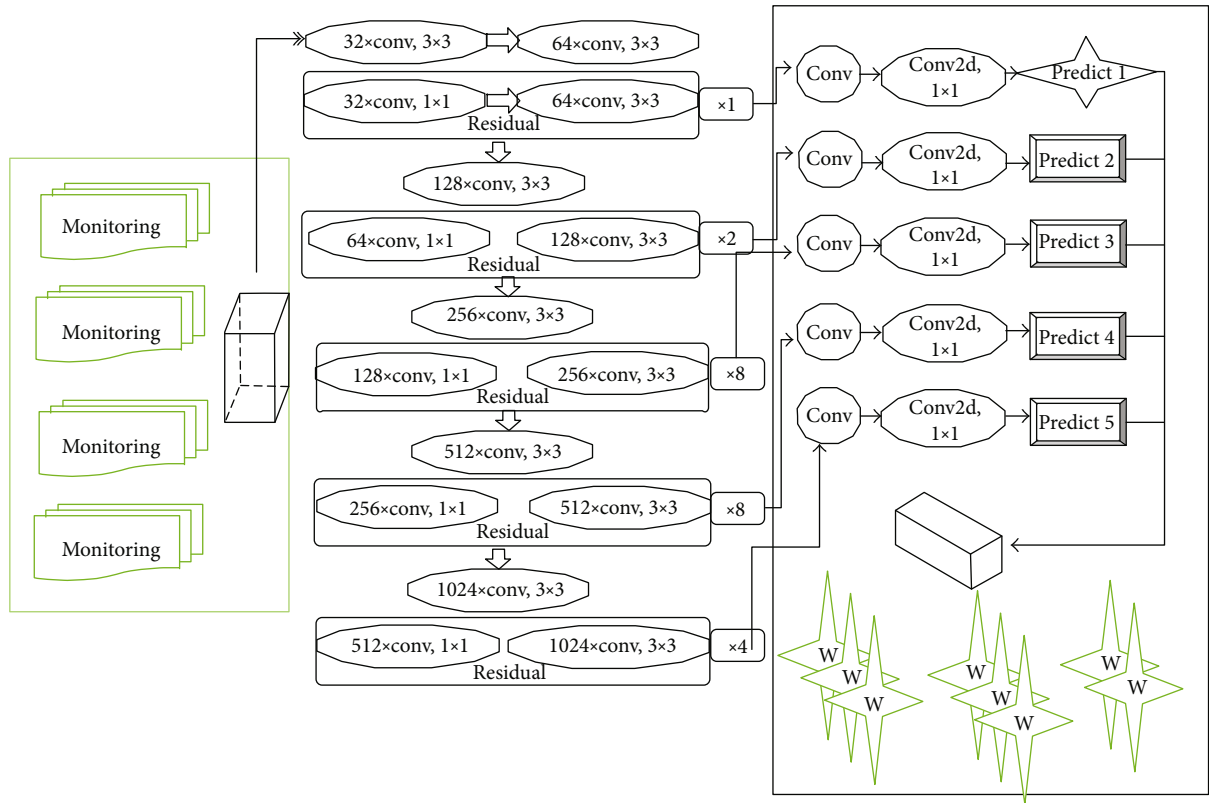 Monitoring
Monitoring
Monitoring
Monitoring
32×conv, 3×3
64×conv, 3×3
32×conv, 1×1
64×conv, 3×3
Residual
×1
128×conv, 3×3
64×conv, 1×1
128×conv, 3×3
Residual
×2
256×conv, 3×3
128×conv, 1×1
256×conv, 3×3
Residual
×8
512×conv, 3×3
256×conv, 1×1
512×conv, 3×3
Residual
×8
1024×conv, 3×3
512×conv, 1×1
1024×conv, 3×3
Residual
×4
Conv
Conv2d,
1×1
Predict 1
Conv
Conv2d,
1×1
Predict 2
Conv
Conv2d,
1×1
Predict 3
Conv
Conv2d,
1×1
Predict 4
Conv
Conv2d,
1×1
Predict 5
W
W
W
W
W
W
W
W